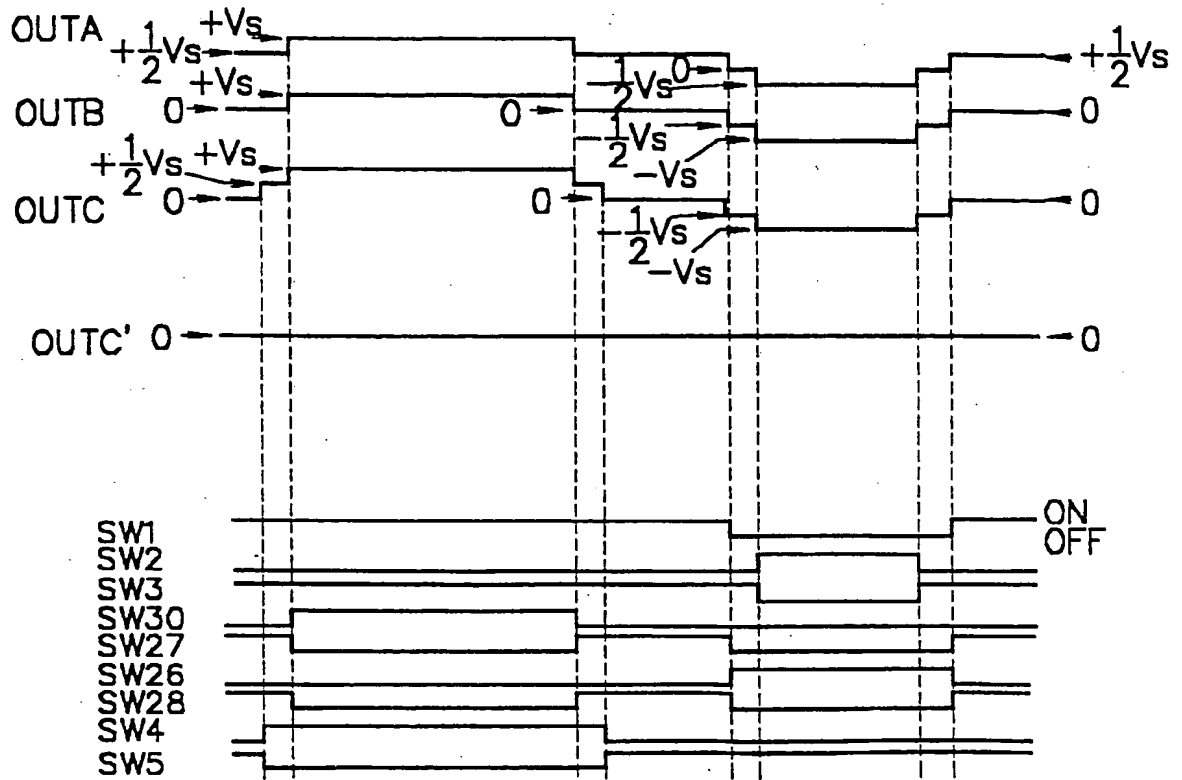 OUTA +Vs
+1/2Vs 0 +1/2Vs
-1/2Vs
+Vs
OUTB 0 0 0
-1/2Vs
-Vs
+1/2Vs +Vs
OUTC 0 0 0
-1/2Vs
-Vs
OUTC' 0 0
SW1 ON
OFF
SW2
SW3
SW30
SW27
SW26
SW28
SW4
SW5